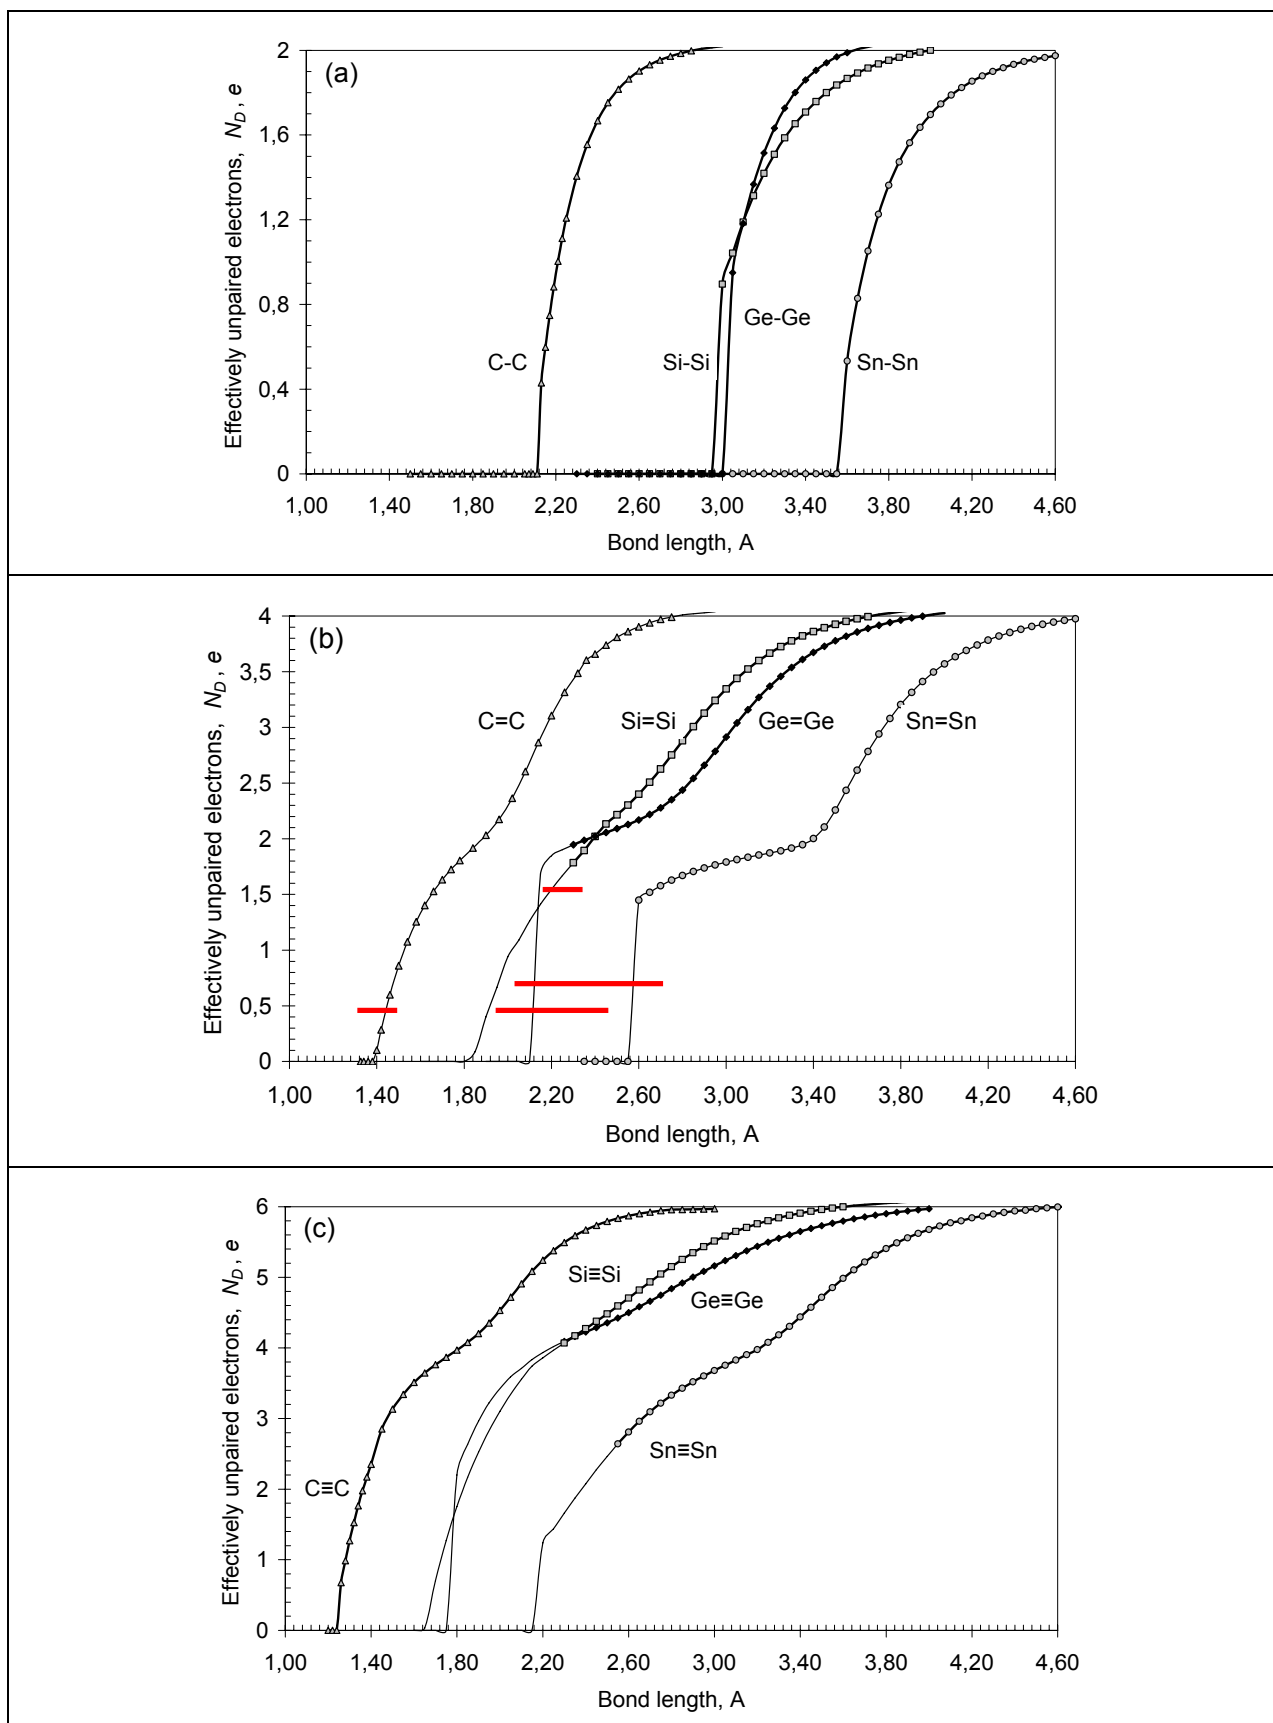 (a)
Effectively unpaired electrons, N_D, e
2
1,6
1,2
0,8
0,4
0
C-C
Si-Si
Ge-Ge
Sn-Sn
1,00 1,40 1,80 2,20 2,60 3,00 3,40 3,80 4,20 4,60
Bond length, A
(b)
Effectively unpaired electrons, N_D, e
4
3,5
3
2,5
2
1,5
1
0,5
0
C=C
Si=Si
Ge=Ge
Sn=Sn
1,00 1,40 1,80 2,20 2,60 3,00 3,40 3,80 4,20 4,60
Bond length, A
(c)
Effectively unpaired electrons, N_D, e
6
5
4
3
2
1
0
C≡C
Si≡Si
Ge≡Ge
Sn≡Sn
1,00 1,40 1,80 2,20 2,60 3,00 3,40 3,80 4,20 4,60
Bond length, A